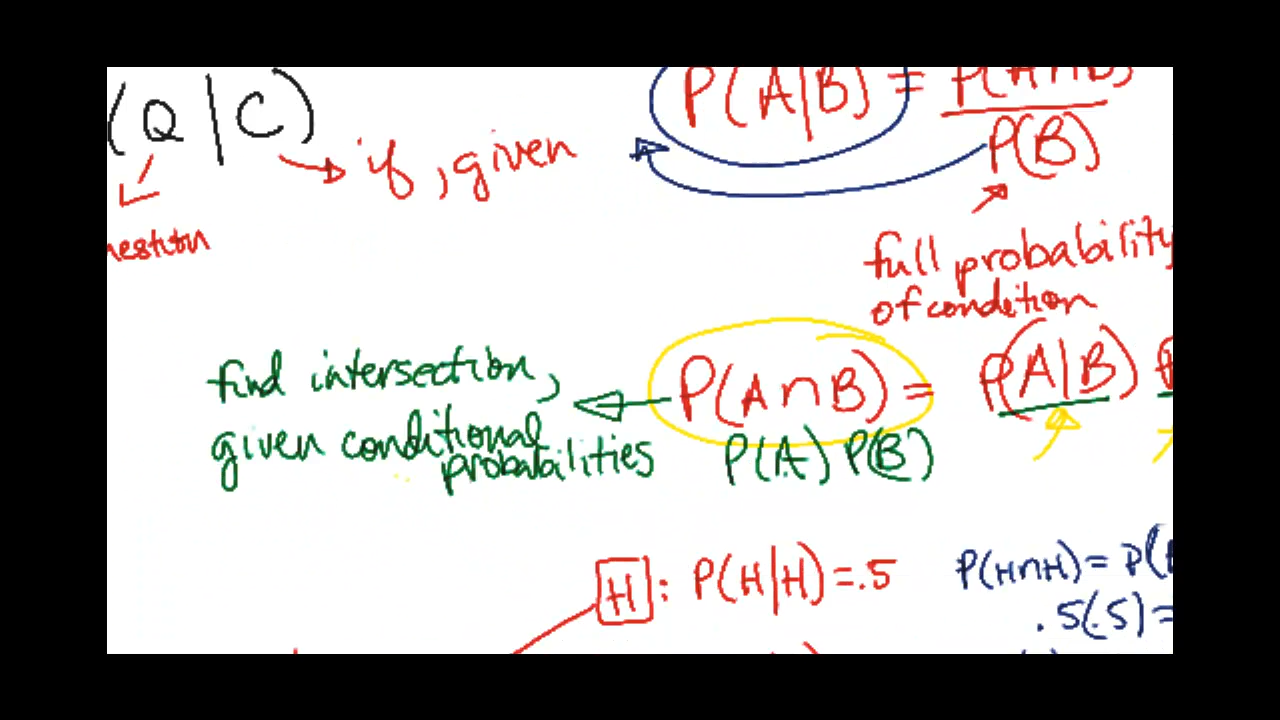 (Q|C)
if, given
P(A|B) = P(A∩B)
P(B)
full probability
of condition
find intersection,
given conditional
probabilities
P(A∩B) = P(A|B)
P(A) P(B)
H : P(H|H) = .5
P(H∩H) = P(
.5(.5) =